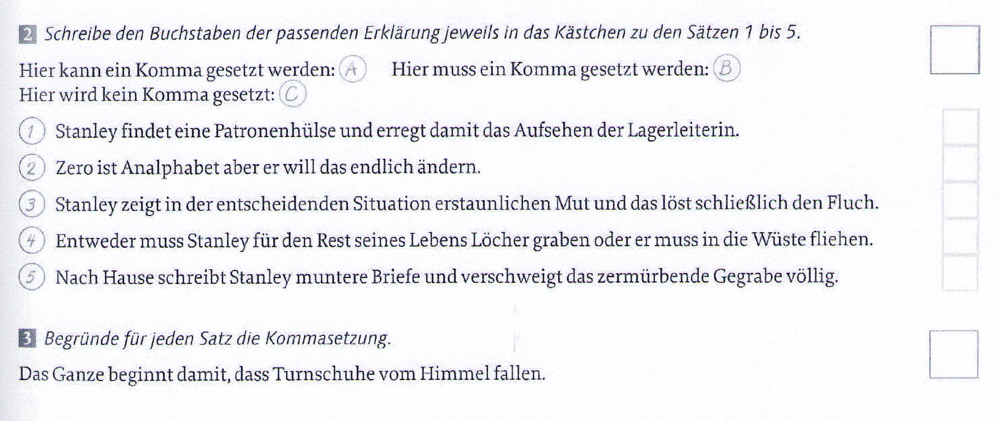 2 Schreibe den Buchstaben der passenden Erklärung jeweils in das Kästchen zu den Sätzen 1 bis 5.
Hier kann ein Komma gesetzt werden: A Hier muss ein Komma gesetzt werden: B
Hier wird kein Komma gesetzt: C
1 Stanley findet eine Patronenhülse und erregt damit das Aufsehen der Lagerleiterin.
2 Zero ist Analphabet aber er will das endlich ändern.
3 Stanley zeigt in der entscheidenden Situation erstaunlichen Mut und das löst schließlich den Fluch.
4 Entweder muss Stanley für den Rest seines Lebens Löcher graben oder er muss in die Wüste fliehen.
5 Nach Hause schreibt Stanley muntere Briefe und verschweigt das zermürbende Gegrabe völlig.
3 Begründe für jeden Satz die Kommasetzung.
Das Ganze beginnt damit, dass Turnschuhe vom Himmel fallen.